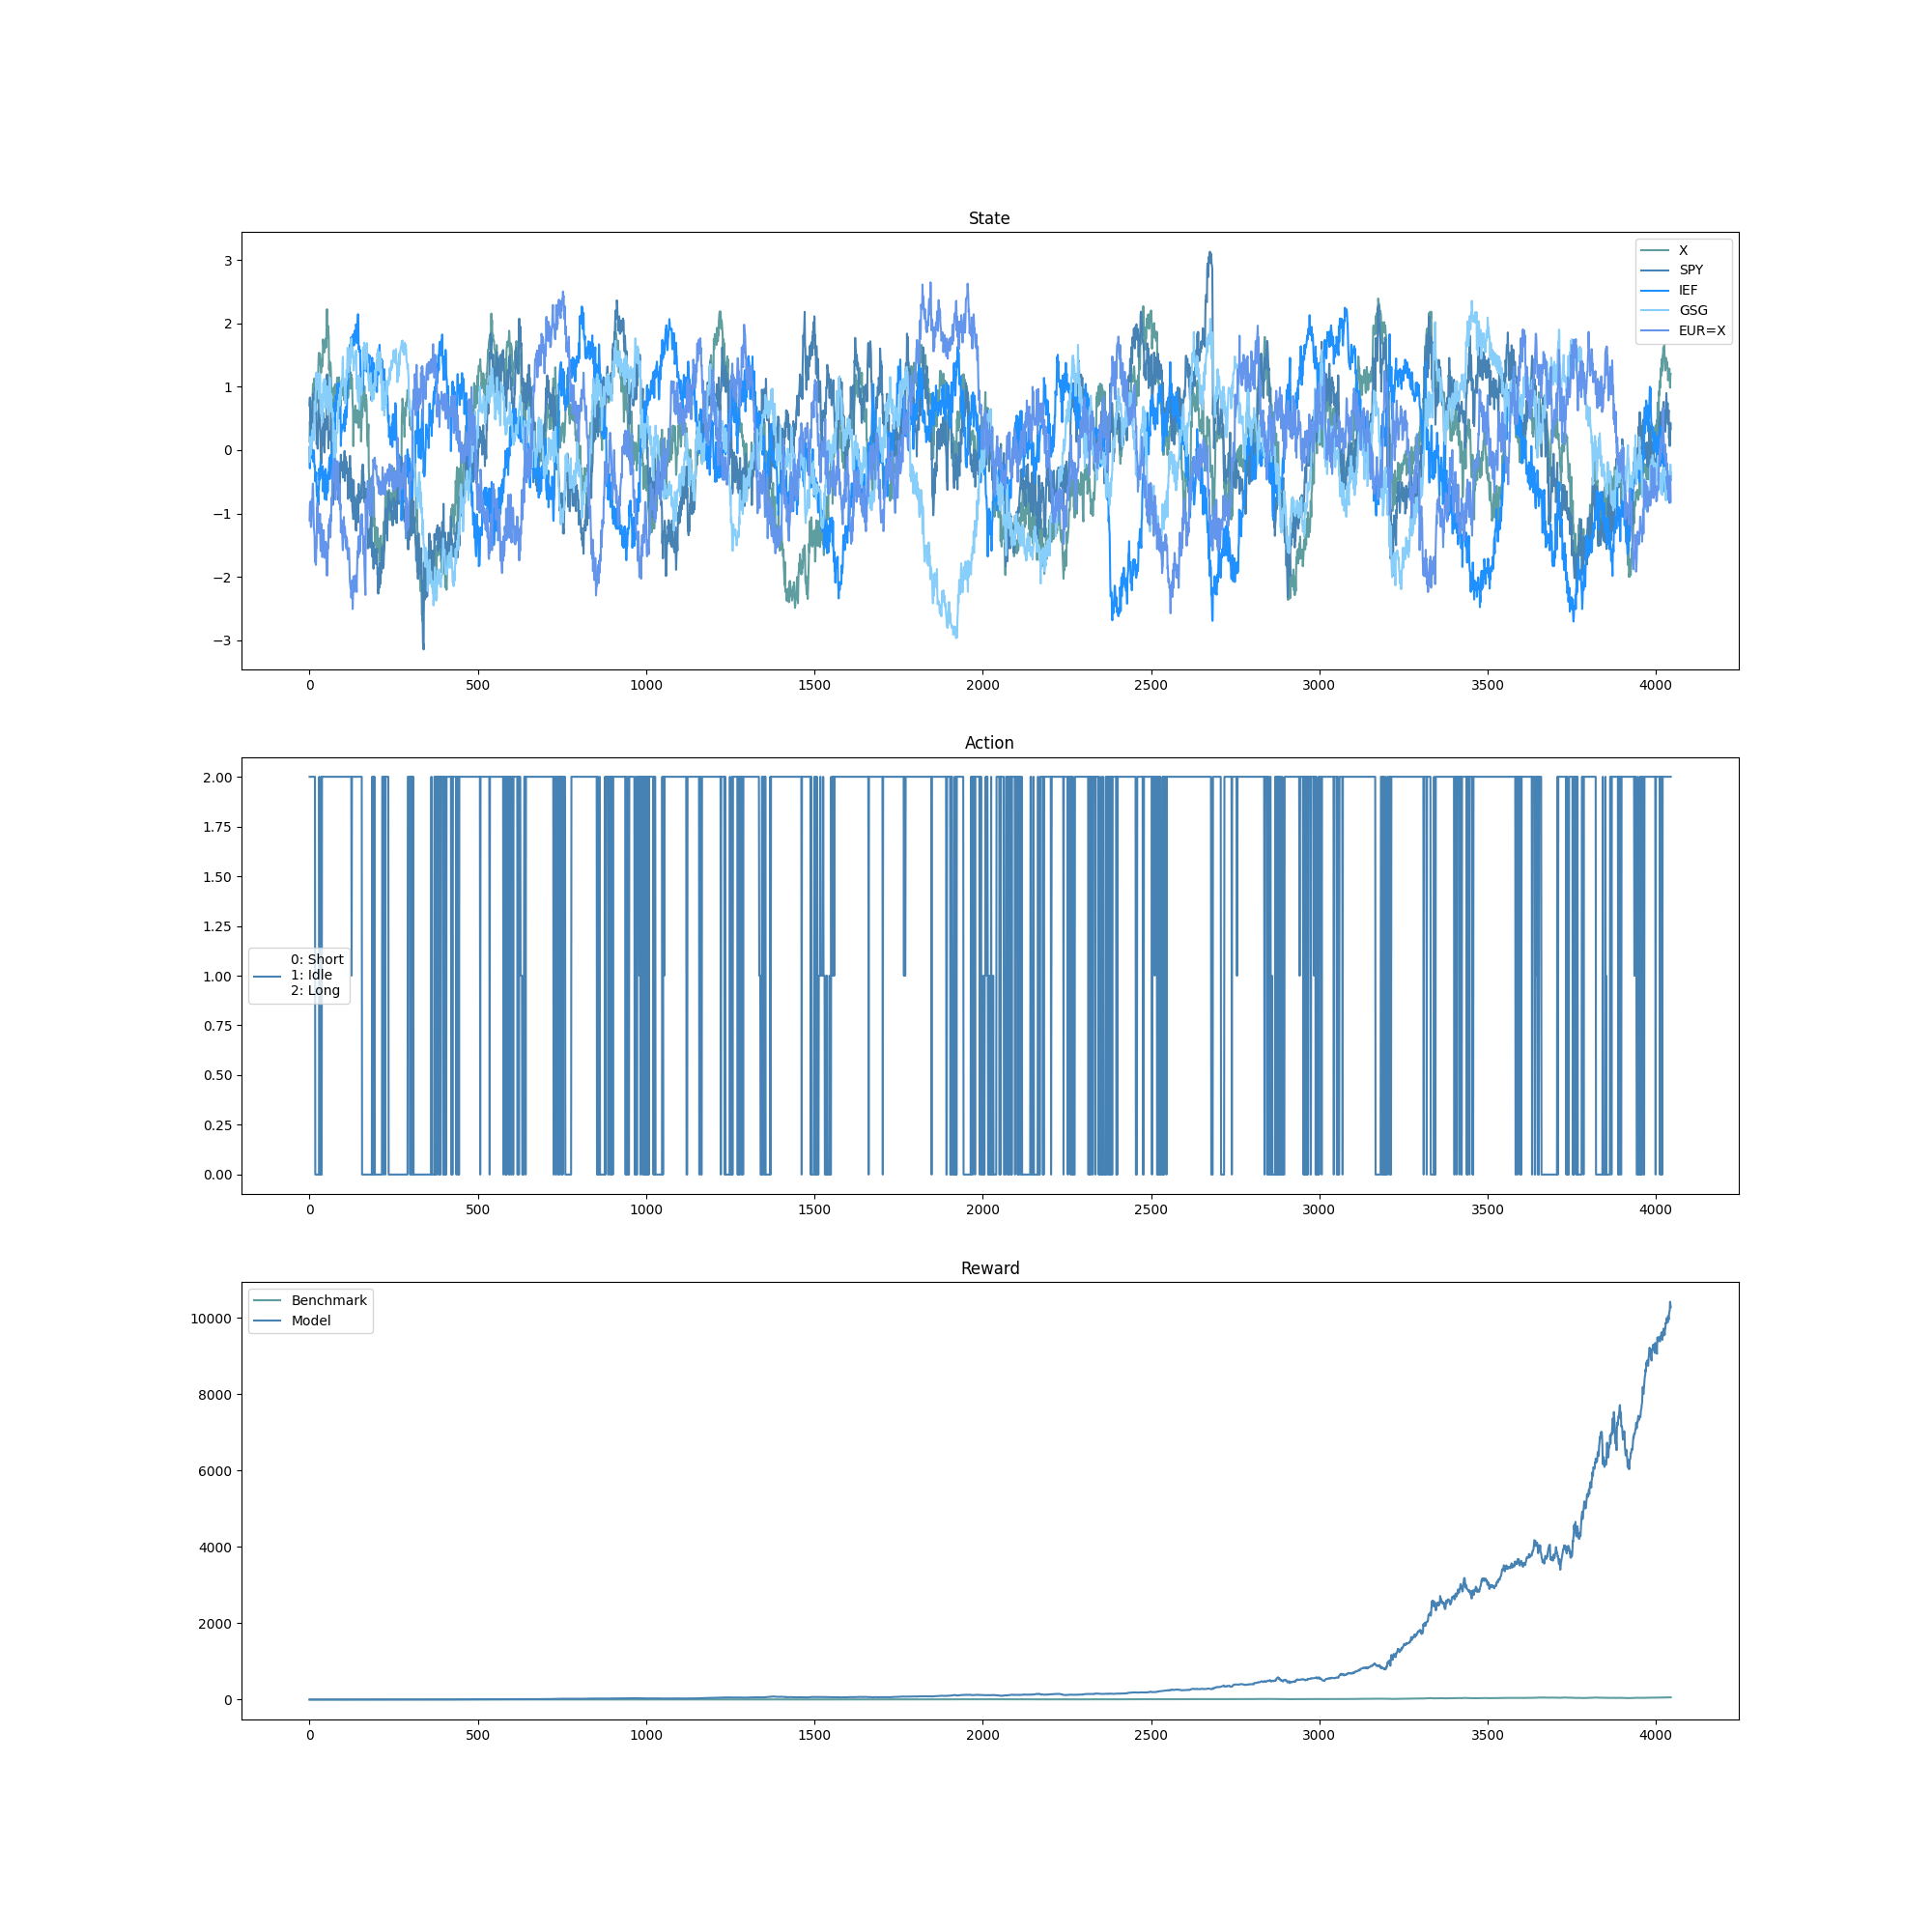 State
3
2
1
0
−1
−2
−3
X
SPY
IEF
GSG
EUR=X
0 500 1000 1500 2000 2500 3000 3500 4000
Action
2.00
1.75
1.50
1.25
1.00
0.75
0.50
0.25
0.00
0: Short
1: Idle
2: Long
0 500 1000 1500 2000 2500 3000 3500 4000
Reward
10000
8000
6000
4000
2000
0
Benchmark
Model
0 500 1000 1500 2000 2500 3000 3500 4000